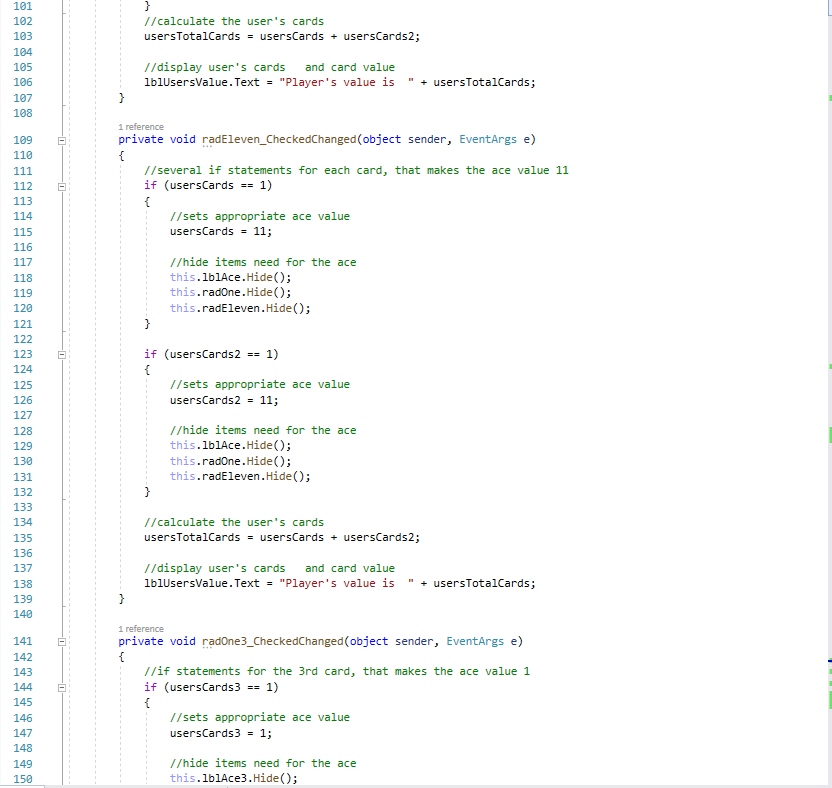 101 }
102 //calculate the user's cards
103 usersTotalCards = usersCards + usersCards2;
104
105 //display user's cards   and card value
106 lblUsersValue.Text = "Player's value is  " + usersTotalCards;
107 }
108
1 reference
109 private void radEleven_CheckedChanged(object sender, EventArgs e)
110 {
111 //several if statements for each card, that makes the ace value 11
112 if (usersCards == 1)
113 {
114 //sets appropriate ace value
115 usersCards = 11;
116
117 //hide items need for the ace
118 this.lblAce.Hide();
119 this.radOne.Hide();
120 this.radEleven.Hide();
121 }
122
123 if (usersCards2 == 1)
124 {
125 //sets appropriate ace value
126 usersCards2 = 11;
127
128 //hide items need for the ace
129 this.lblAce.Hide();
130 this.radOne.Hide();
131 this.radEleven.Hide();
132 }
133
134 //calculate the user's cards
135 usersTotalCards = usersCards + usersCards2;
136
137 //display user's cards   and card value
138 lblUsersValue.Text = "Player's value is  " + usersTotalCards;
139 }
140
1 reference
141 private void radOne3_CheckedChanged(object sender, EventArgs e)
142 {
143 //if statements for the 3rd card, that makes the ace value 1
144 if (usersCards3 == 1)
145 {
146 //sets appropriate ace value
147 usersCards3 = 1;
148
149 //hide items need for the ace
150 this.lblAce3.Hide();